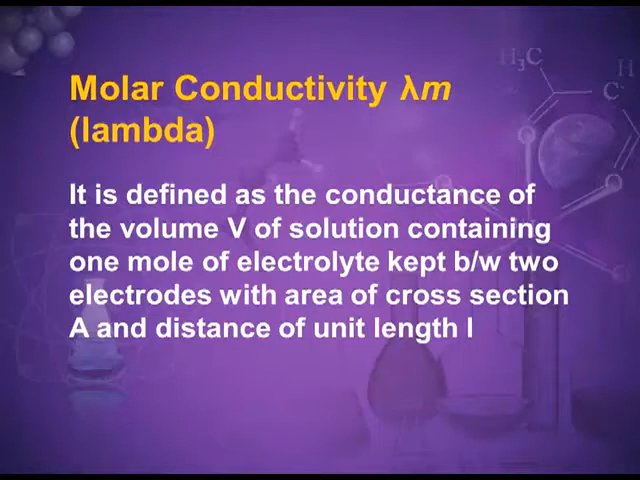 Molar Conductivity λm
(lambda)
It is defined as the conductance of
the volume V of solution containing
one mole of electrolyte kept b/w two
electrodes with area of cross section
A and distance of unit length l
H₃C
C
H